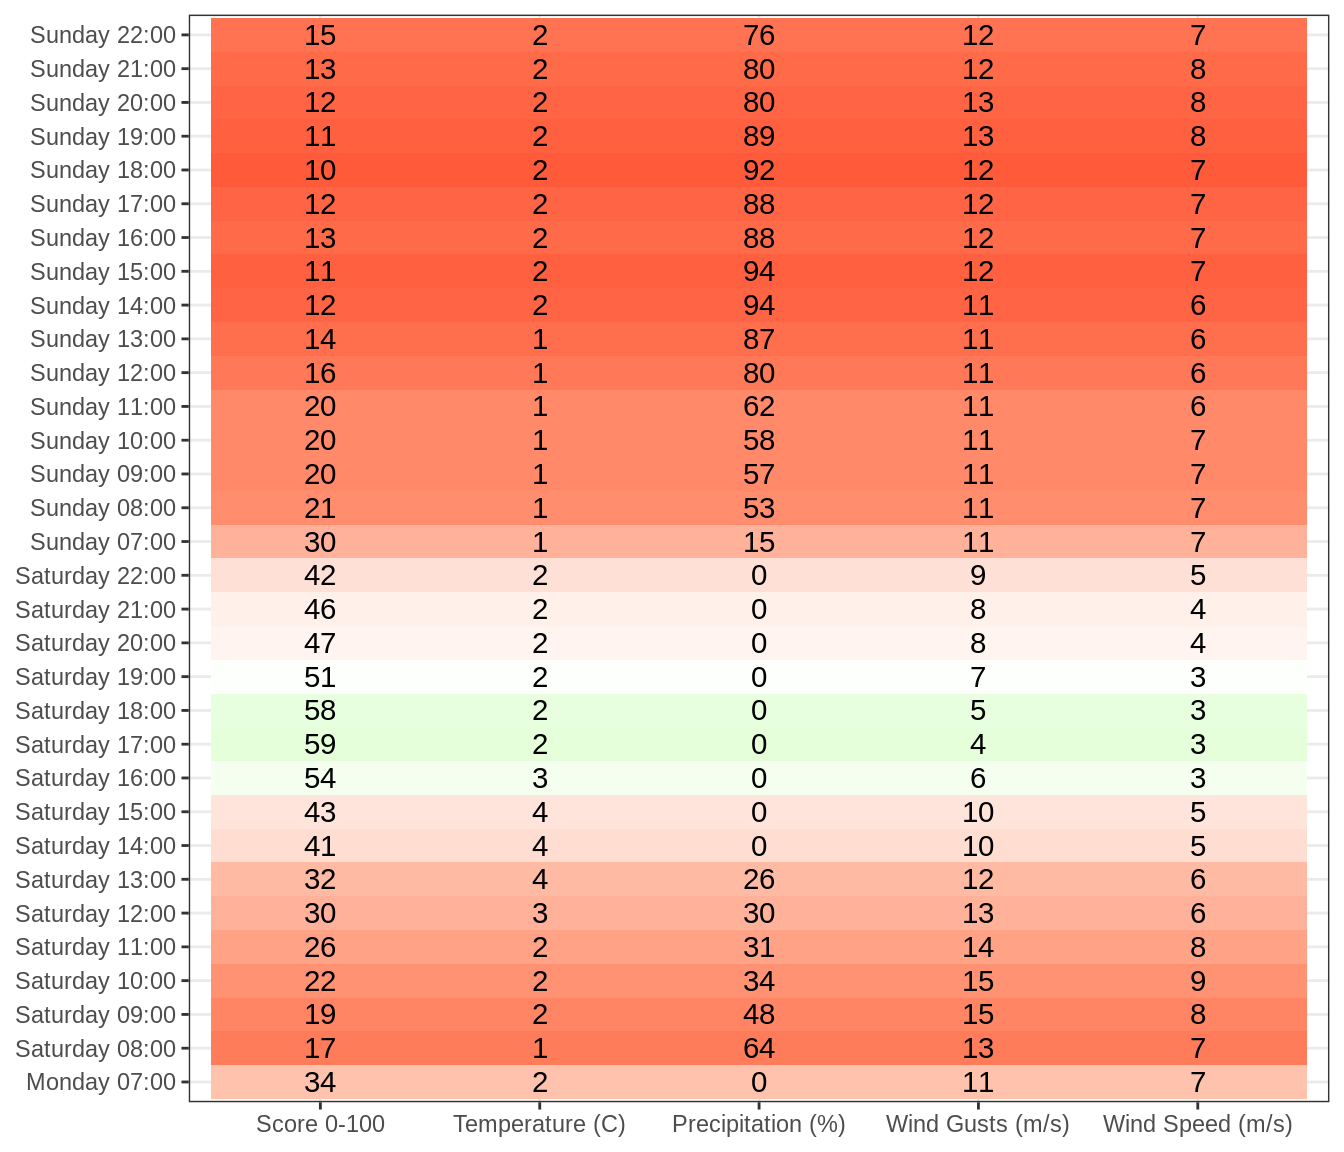 Sunday 22:00 15 2 76 12 7
Sunday 21:00 13 2 80 12 8
Sunday 20:00 12 2 80 13 8
Sunday 19:00 11 2 89 13 8
Sunday 18:00 10 2 92 12 7
Sunday 17:00 12 2 88 12 7
Sunday 16:00 13 2 88 12 7
Sunday 15:00 11 2 94 12 7
Sunday 14:00 12 2 94 11 6
Sunday 13:00 14 1 87 11 6
Sunday 12:00 16 1 80 11 6
Sunday 11:00 20 1 62 11 6
Sunday 10:00 20 1 58 11 7
Sunday 09:00 20 1 57 11 7
Sunday 08:00 21 1 53 11 7
Sunday 07:00 30 1 15 11 7
Saturday 22:00 42 2 0 9 5
Saturday 21:00 46 2 0 8 4
Saturday 20:00 47 2 0 8 4
Saturday 19:00 51 2 0 7 3
Saturday 18:00 58 2 0 5 3
Saturday 17:00 59 2 0 4 3
Saturday 16:00 54 3 0 6 3
Saturday 15:00 43 4 0 10 5
Saturday 14:00 41 4 0 10 5
Saturday 13:00 32 4 26 12 6
Saturday 12:00 30 3 30 13 6
Saturday 11:00 26 2 31 14 8
Saturday 10:00 22 2 34 15 9
Saturday 09:00 19 2 48 15 8
Saturday 08:00 17 1 64 13 7
Monday 07:00 34 2 0 11 7
Score 0-100 Temperature (C) Precipitation (%) Wind Gusts (m/s) Wind Speed (m/s)